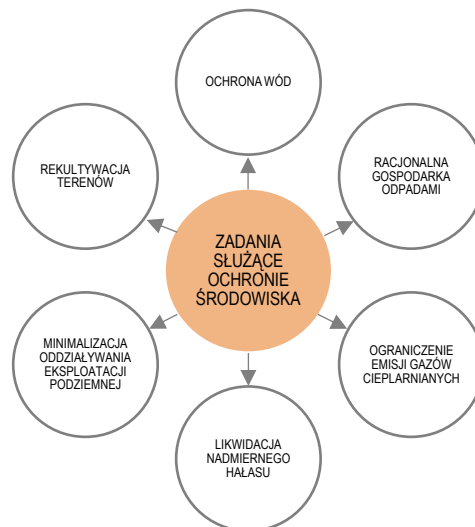 OCHRONA WÓD
REKULTYWACJA
TERENÓW
RACJONALNA
GOSPODARKA
ODPADAMI
ZADANIA
SŁUŻĄCE
OCHRONIE
ŚRODOWISKA
MINIMALIZACJA
ODDZIAŁYWANIA
EKSPLOATACJI
PODZIEMNEJ
OGRANICZENIE
EMISJI GAZÓW
CIEPLARNIANYCH
LIKWIDACJA
NADMIERNEGO
HAŁASU